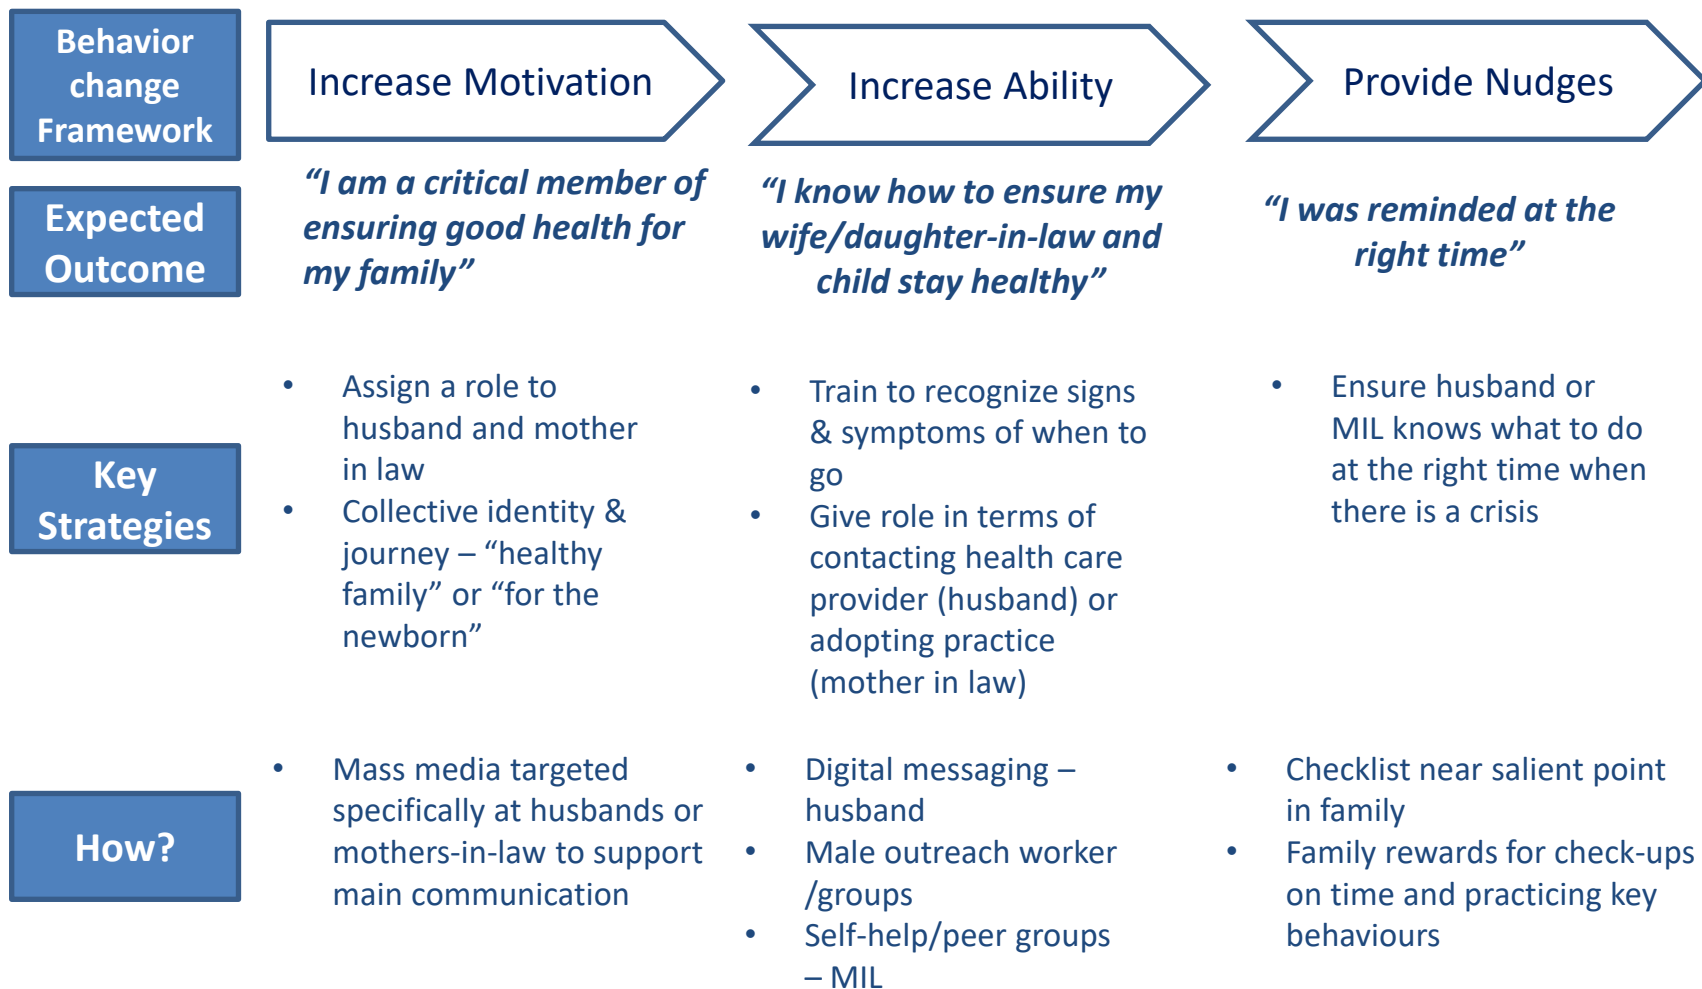 Behavior
change
Framework
Increase Motivation
Increase Ability
Provide Nudges
Expected
Outcome
“I am a critical member of
ensuring good health for
my family”
“I know how to ensure my
wife/daughter-in-law and
child stay healthy”
“I was reminded at the
right time”
Key
Strategies
• Assign a role to
husband and mother
in law
• Collective identity &
journey – “healthy
family” or “for the
newborn”
• Train to recognize signs
& symptoms of when to
go
• Give role in terms of
contacting health care
provider (husband) or
adopting practice
(mother in law)
• Ensure husband or
MIL knows what to do
at the right time when
there is a crisis
How?
• Mass media targeted
specifically at husbands or
mothers-in-law to support
main communication
• Digital messaging –
husband
• Male outreach worker
/groups
• Self-help/peer groups
– MIL
• Checklist near salient point
in family
• Family rewards for check-ups
on time and practicing key
behaviours